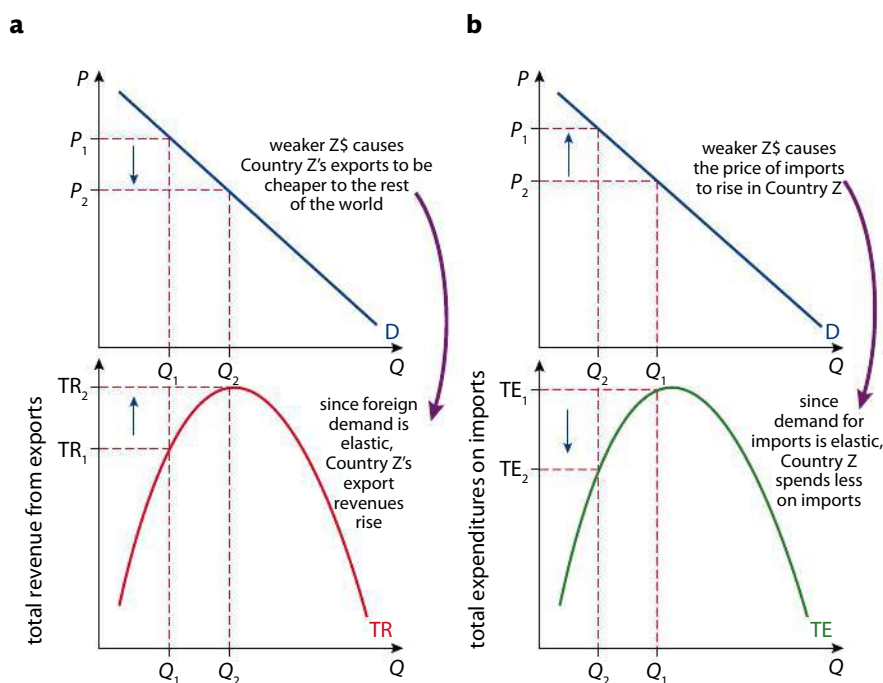 a
P
P1
P2
weaker Z$ causes
Country Z's exports to be
cheaper to the rest
of the world
D
Q1
Q2
Q
total revenue from exports
TR2
TR1
since foreign
demand is
elastic,
Country Z's
export
revenues
rise
TR
Q1
Q2
Q
b
P
P1
P2
weaker Z$ causes
the price of imports
to rise in Country Z
D
Q2
Q1
Q
total expenditures on imports
TE1
TE2
since
demand for
imports is elastic,
Country Z
spends less
on imports
TE
Q2
Q1
Q